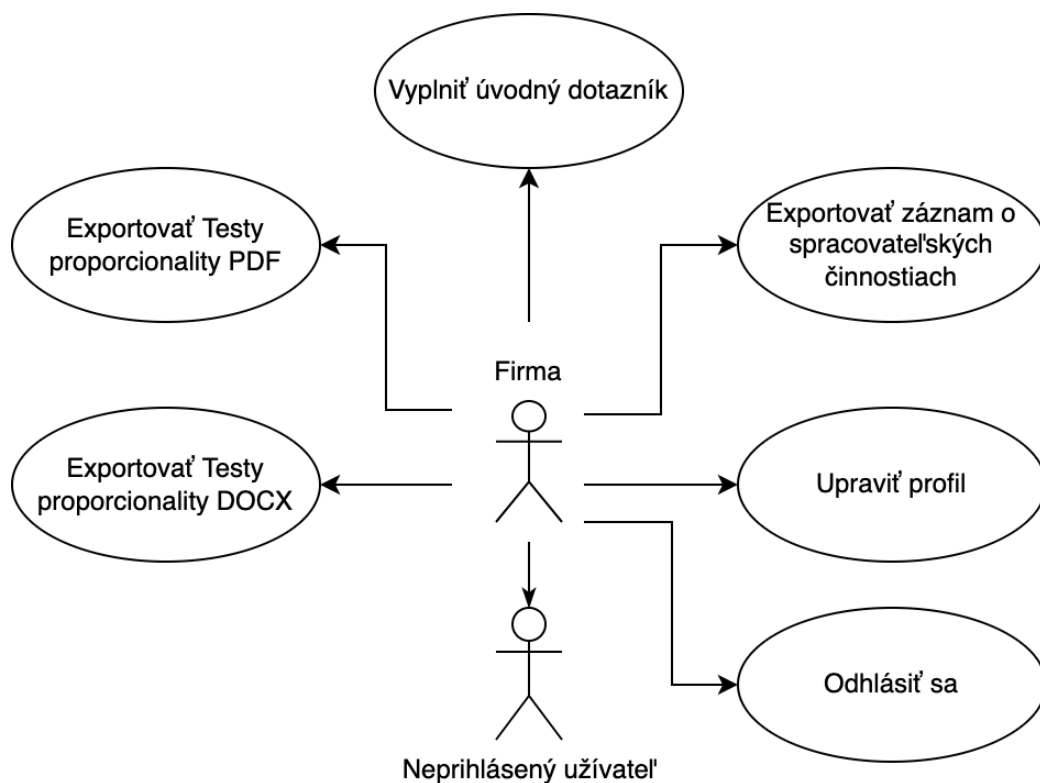 Vyplniť úvodný dotazník
Exportovať Testy
proporcionality PDF
Exportovať záznam o
spracovateľských
činnostiach
Firma
Exportovať Testy
proporcionality DOCX
Upraviť profil
Odhlásiť sa
Neprihlásený užívateľ